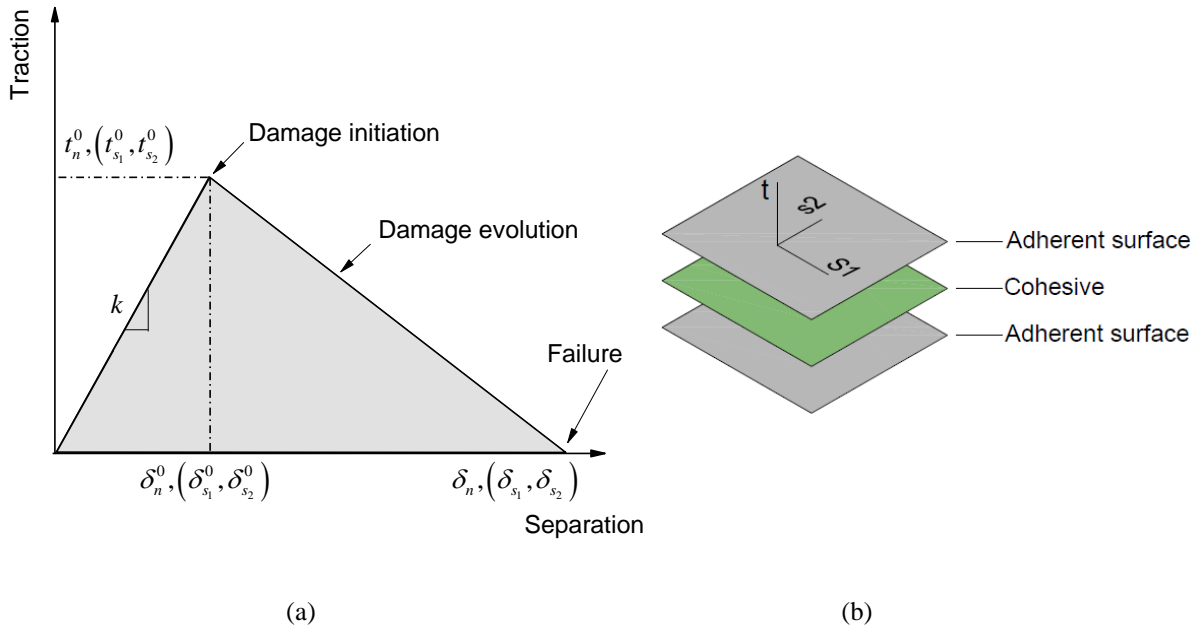 Traction
t_n^0, (t_{s_1}^0, t_{s_2}^0)
Damage initiation
Damage evolution
k
Failure
δ_n^0, (δ_{s_1}^0, δ_{s_2}^0)
δ_n, (δ_{s_1}, δ_{s_2})
Separation
(a)
t
s2
S1
Adherent surface
Cohesive
Adherent surface
(b)